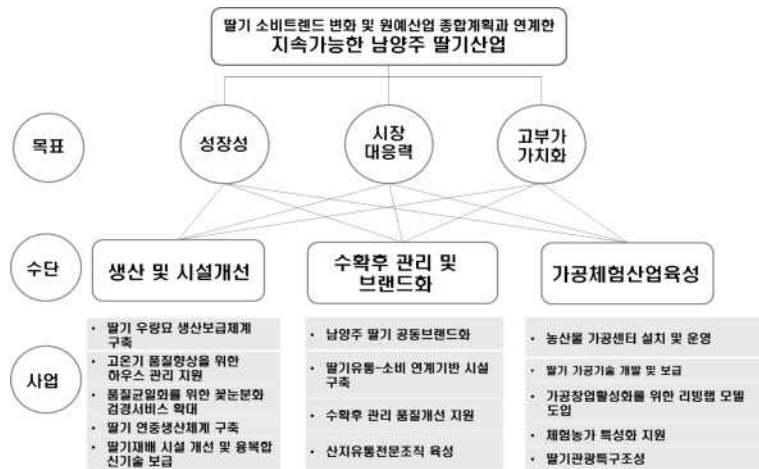 딸기 소비트렌드 변화 및 원예산업 종합계획과 연계한
지속가능한 남양주 딸기산업
목표
성장성
시장
대응력
고부가
가치화
수단
생산 및 시설개선
수확후 관리 및
브랜드화
가공체험산업육성
사업
• 딸기 우량묘 생산보급체계
구축
• 고온기 품질향상을 위한
하우스 관리 지원
• 품질균일화를 위한 꽃눈분화
검경서비스 확대
• 딸기 연중생산체계 구축
• 딸기재배 시설 개선 및 융복합
신기술 보급
• 남양주 딸기 공동브랜드화
• 딸기유통-소비 연계기반 시설
구축
• 수확후 관리 품질개선 지원
• 산지유통전문조직 육성
• 농산물 가공센터 설치 및 운영
• 딸기 가공기술 개발 및 보급
• 가공창업활성화를 위한 리빙랩 모델
도입
• 체험농가 특성화 지원
• 딸기관광특구조성